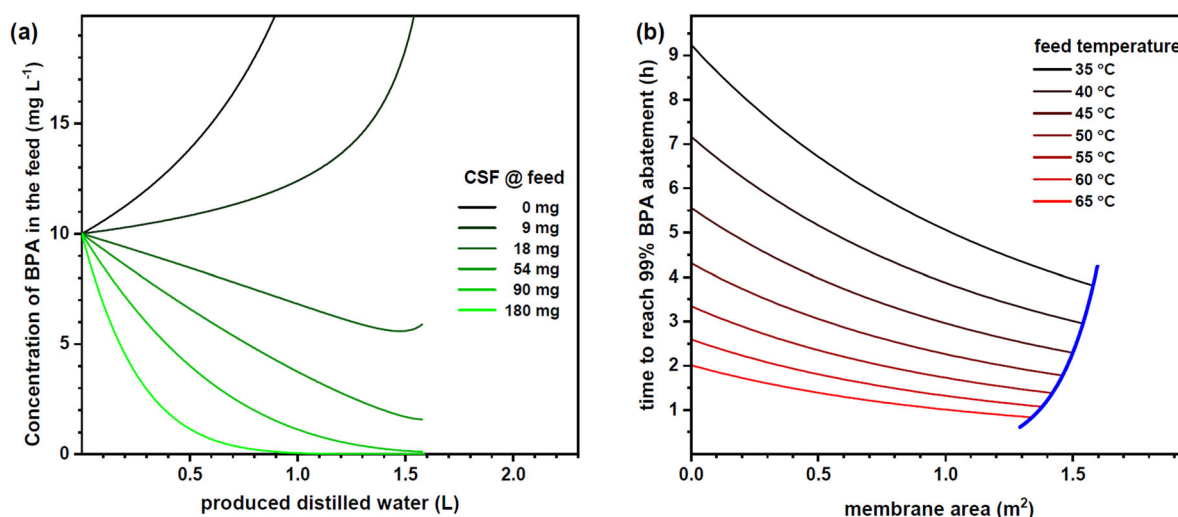 (a)
Concentration of BPA in the feed (mg L⁻¹)
15
10
5
0
0.5
1.0
1.5
2.0
produced distilled water (L)
CSF @ feed
0 mg
9 mg
18 mg
54 mg
90 mg
180 mg
(b)
time to reach 99% BPA abatement (h)
9
8
7
6
5
4
3
2
1
0.0
0.5
1.0
1.5
membrane area (m²)
feed temperature
35 °C
40 °C
45 °C
50 °C
55 °C
60 °C
65 °C